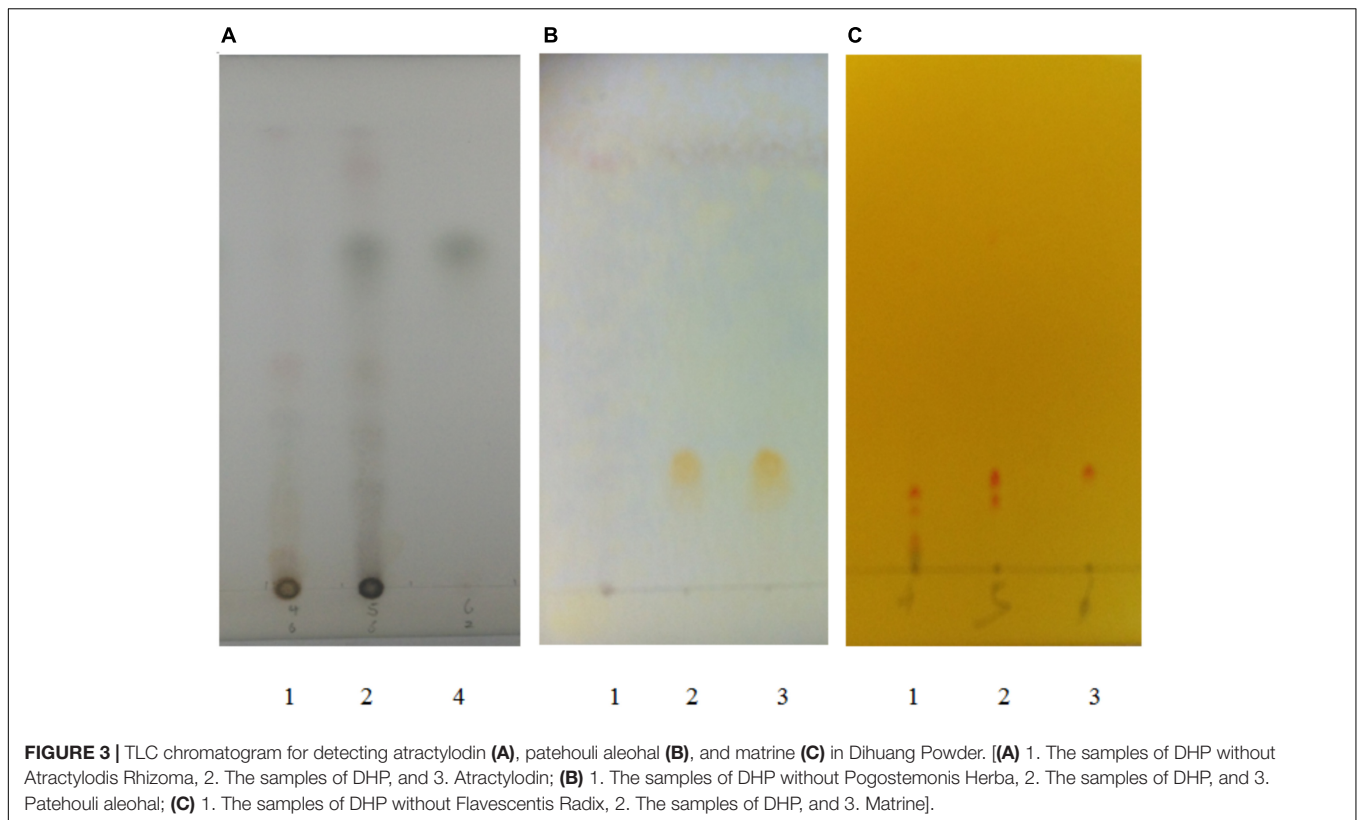 A
B
C
4
5
6
1 2 4
1 2 3
1 2 3
FIGURE 3 | TLC chromatogram for detecting atractylodin (A), patehouli aleohal (B), and matrine (C) in Dihuang Powder. [(A) 1. The samples of DHP without
Atractylodis Rhizoma, 2. The samples of DHP, and 3. Atractylodin; (B) 1. The samples of DHP without Pogostemonis Herba, 2. The samples of DHP, and 3.
Patehouli aleohal; (C) 1. The samples of DHP without Flavescentis Radix, 2. The samples of DHP, and 3. Matrine].